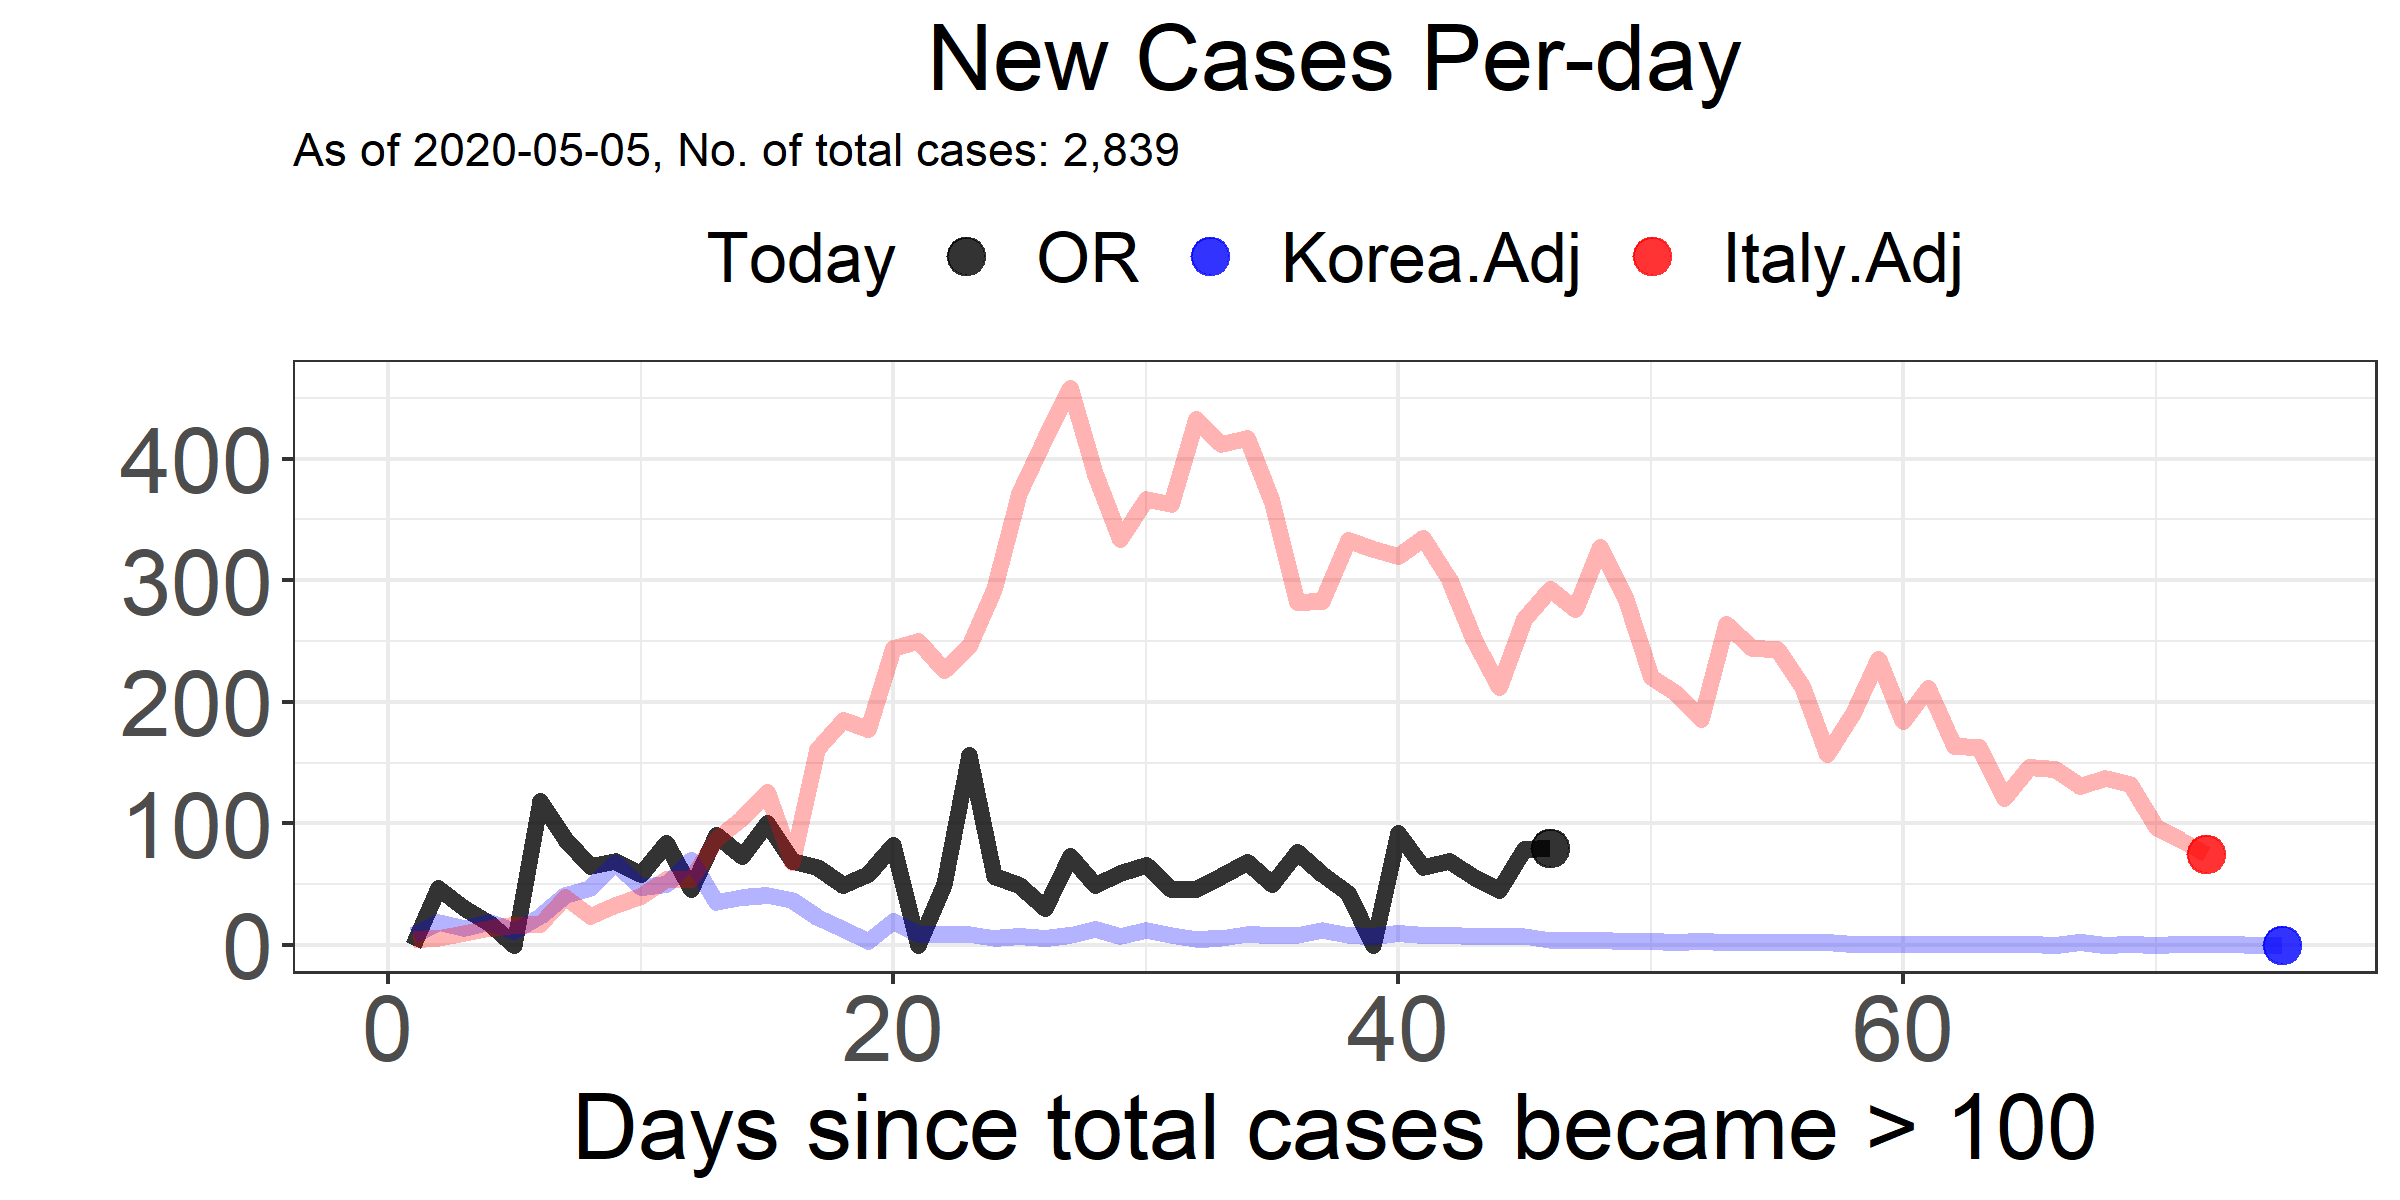 New Cases Per-day
As of 2020-05-05, No. of total cases: 2,839
Today OR Korea.Adj Italy.Adj
400
300
200
100
0
0 20 40 60
Days since total cases became > 100